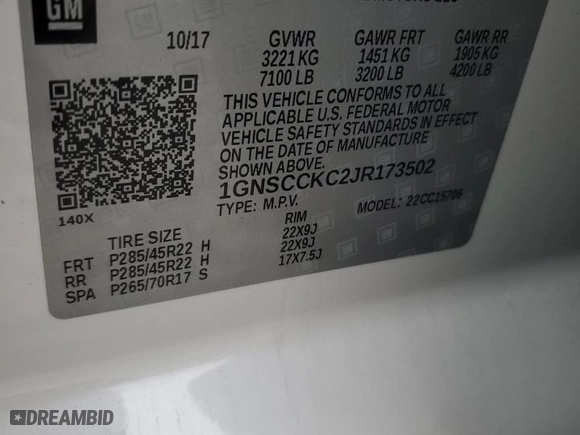 GM
10/17 GVWR GAWR FRT GAWR RR
3221 KG 1451 KG 1905 KG
7100 LB 3200 LB 4200 LB
THIS VEHICLE CONFORMS TO ALL
APPLICABLE U.S. FEDERAL MOTOR
VEHICLE SAFETY STANDARDS IN EFFECT
ON THE DATE OF MANUFACTURE
SHOWN ABOVE.
1GNSCCKC2JR173502
TYPE: M.P.V. MODEL: 22CC15706
140X
TIRE SIZE RIM
FRT P285/45R22 H 22X9J
RR P285/45R22 H 22X9J
SPA P265/70R17 S 17X7.5J
DREAMBID